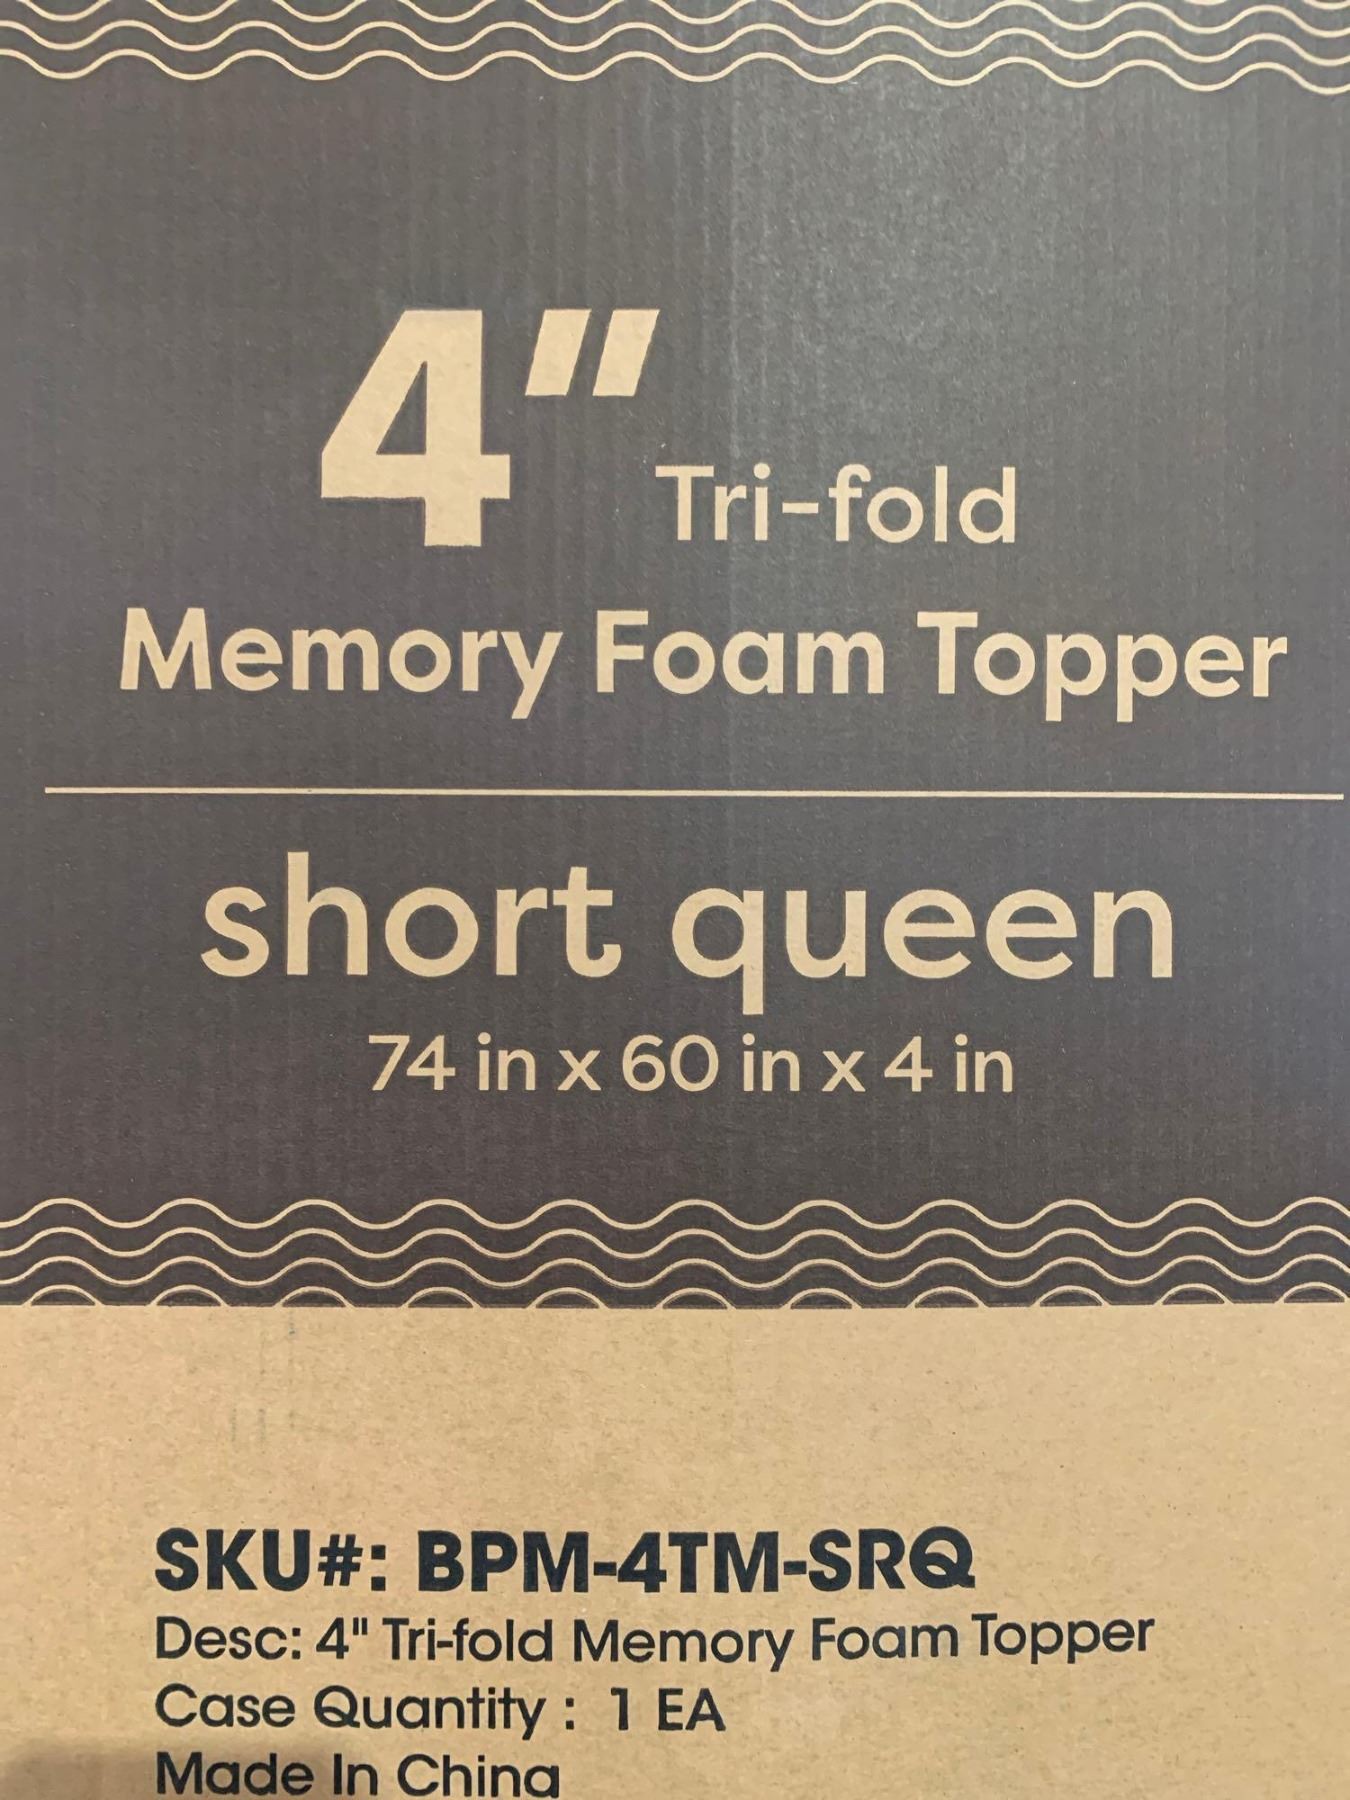 4" Tri-fold
Memory Foam Topper
short queen
74 in x 60 in x 4 in
SKU#: BPM-4TM-SRQ
Desc: 4" Tri-fold Memory Foam Topper
Case Quantity : 1 EA
Made In China